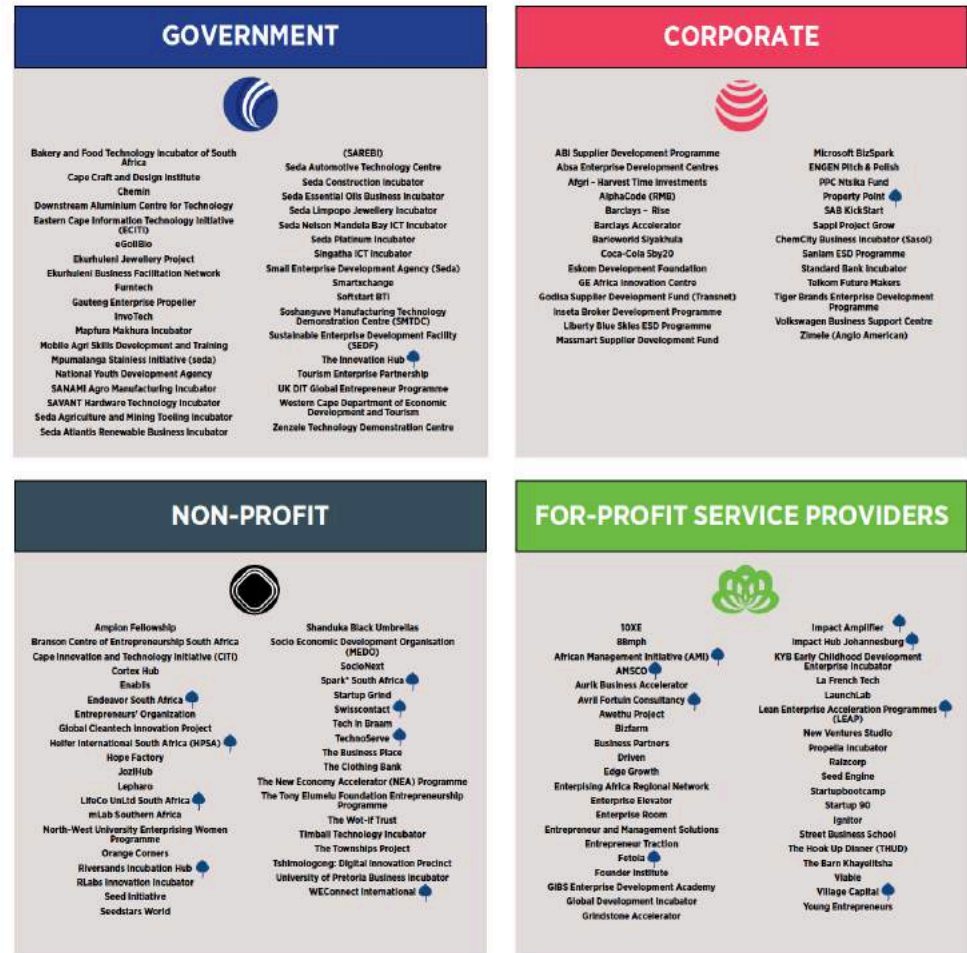 GOVERNMENT
Bakery and Food Technology Incubator of South
Africa
Cape Craft and Design Institute
Chemin
Downstream Aluminium Centre for Technology
Eastern Cape Information Technology Initiative
(ECITI)
eGoliBio
Ekurhuleni Jewellery Project
Ekurhuleni Business Facilitation Network
Furntech
Gauteng Enterprise Propeller
InvoTech
Mapfura Makhura Incubator
Mobile Agri Skills Development and Training
Mpumalanga Stainless Initiative (seda)
National Youth Development Agency
SANAMI Agro Manufacturing Incubator
SAVANT Hardware Technology Incubator
Seda Agriculture and Mining Tooling Incubator
Seda Atlantis Renewable Business Incubator
(SAREBI)
Seda Automotive Technology Centre
Seda Construction Incubator
Seda Essential Oils Business Incubator
Seda Limpopo Jewellery Incubator
Seda Nelson Mandela Bay ICT Incubator
Seda Platinum Incubator
Singatha ICT Incubator
Small Enterprise Development Agency (Seda)
Smartxchange
Softstart BTI
Soshanguve Manufacturing Technology
Demonstration Centre (SMTDC)
Sustainable Enterprise Development Facility
(SEDF)
The Innovation Hub
Tourism Enterprise Partnership
UK DIT Global Entrepreneur Programme
Western Cape Department of Economic
Development and Tourism
Zenzele Technology Demonstration Centre
CORPORATE
ABI Supplier Development Programme
Absa Enterprise Development Centres
Afgri - Harvest Time Investments
AlphaCode (RMB)
Barclays - Rise
Barclays Accelerator
Barloworld Siyakhula
Coca-Cola 5by20
Eskom Development Foundation
GE Africa Innovation Centre
Godisa Supplier Development Fund (Transnet)
Inseta Broker Development Programme
Liberty Blue Skies ESD Programme
Massmart Supplier Development Fund
Microsoft BizSpark
ENGEN Pitch & Polish
PPC Ntsika Fund
Property Point
SAB KickStart
Sappi Project Grow
ChemCity Business Incubator (Sasol)
Sanlam ESD Programme
Standard Bank Incubator
Telkom Future Makers
Tiger Brands Enterprise Development
Programme
Volkswagen Business Support Centre
Zimele (Anglo American)
NON-PROFIT
Ampion Fellowship
Branson Centre of Entrepreneurship South Africa
Cape Innovation and Technology Initiative (CiTi)
Cortex Hub
Enablis
Endeavor South Africa
Entrepreneurs' Organization
Global Cleantech Innovation Project
Heifer International South Africa (HPSA)
Hope Factory
JoziHub
Lepharo
LifeCo UnLtd South Africa
mLab Southern Africa
North-West University Enterprising Women
Programme
Orange Corners
Riversands Incubation Hub
RLabs Innovation Incubator
Seed Initiative
Seedstars World
Shanduka Black Umbrellas
Socio Economic Development Organisation
(MEDO)
SocioNext
Spark* South Africa
Startup Grind
Swisscontact
Tech in Braam
TechnoServe
The Business Place
The Clothing Bank
The New Economy Accelerator (NEA) Programme
The Tony Elumelu Foundation Entrepreneurship
Programme
The Wot-if Trust
Timbali Technology Incubator
The Townships Project
Tshimologong: Digital Innovation Precinct
University of Pretoria Business Incubator
WEConnect International
FOR-PROFIT SERVICE PROVIDERS
10XE
88mph
African Management Initiative (AMI)
AMSCO
Aurik Business Accelerator
Avril Fortuin Consultancy
Awethu Project
Bizfarm
Business Partners
Driven
Edge Growth
Enterpising Africa Regional Network
Enterprise Elevator
Enterprise Room
Entrepreneur and Management Solutions
Entrepreneur Traction
Fetola
Founder Institute
GIBS Enterprise Development Academy
Global Development Incubator
Grindstone Accelerator
Impact Amplifier
Impact Hub Johannesburg
KYB Early Childhood Development
Enterprise Incubator
La French Tech
LaunchLab
Lean Enterprise Acceleration Programmes
(LEAP)
New Ventures Studio
Propella Incubator
Raizcorp
Seed Engine
Startupbootcamp
Startup 90
Ignitor
Street Business School
The Hook Up Dinner (THUD)
The Barn Khayelitsha
Viable
Village Capital
Young Entrepreneurs